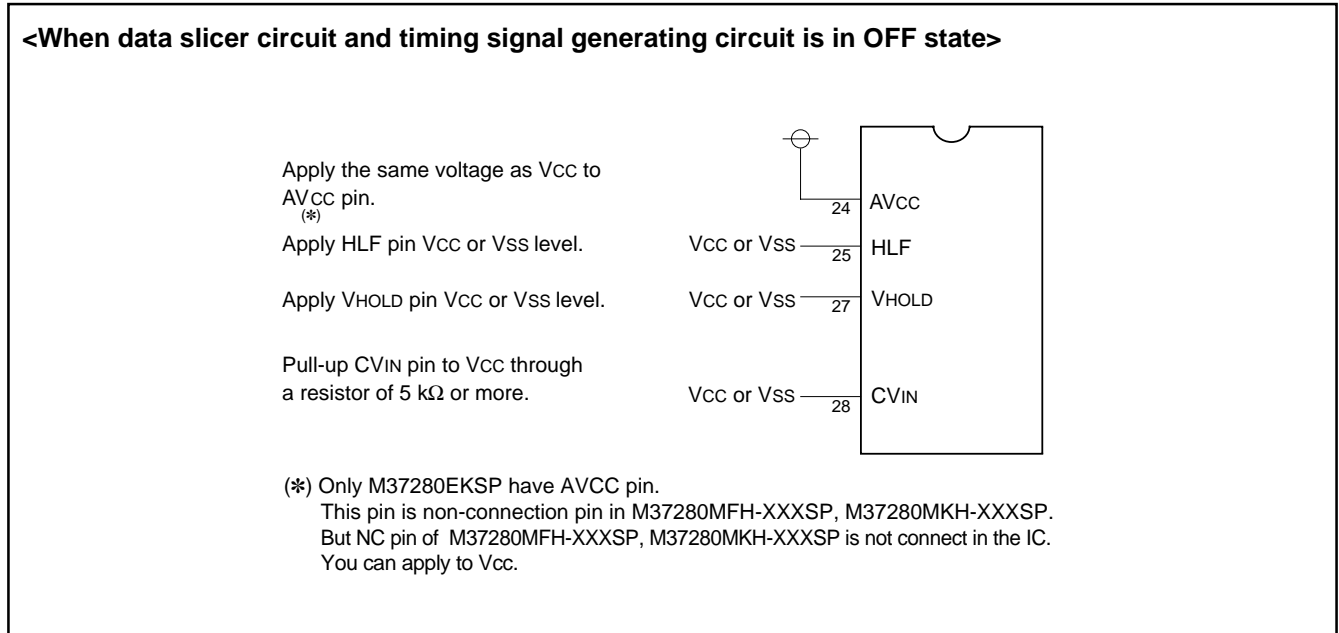 <When data slicer circuit and timing signal generating circuit is in OFF state>
Apply the same voltage as VCC to
AVCC pin.
(✽)
24 AVCC
Apply HLF pin VCC or VSS level.
VCC or VSS 25 HLF
Apply VHOLD pin VCC or VSS level.
VCC or VSS 27 VHOLD
Pull-up CVIN pin to VCC through
a resistor of 5 kΩ or more.
VCC or VSS 28 CVIN
(✽) Only M37280EKSP have AVCC pin.
This pin is non-connection pin in M37280MFH-XXXSP, M37280MKH-XXXSP.
But NC pin of M37280MFH-XXXSP, M37280MKH-XXXSP is not connect in the IC.
You can apply to Vcc.